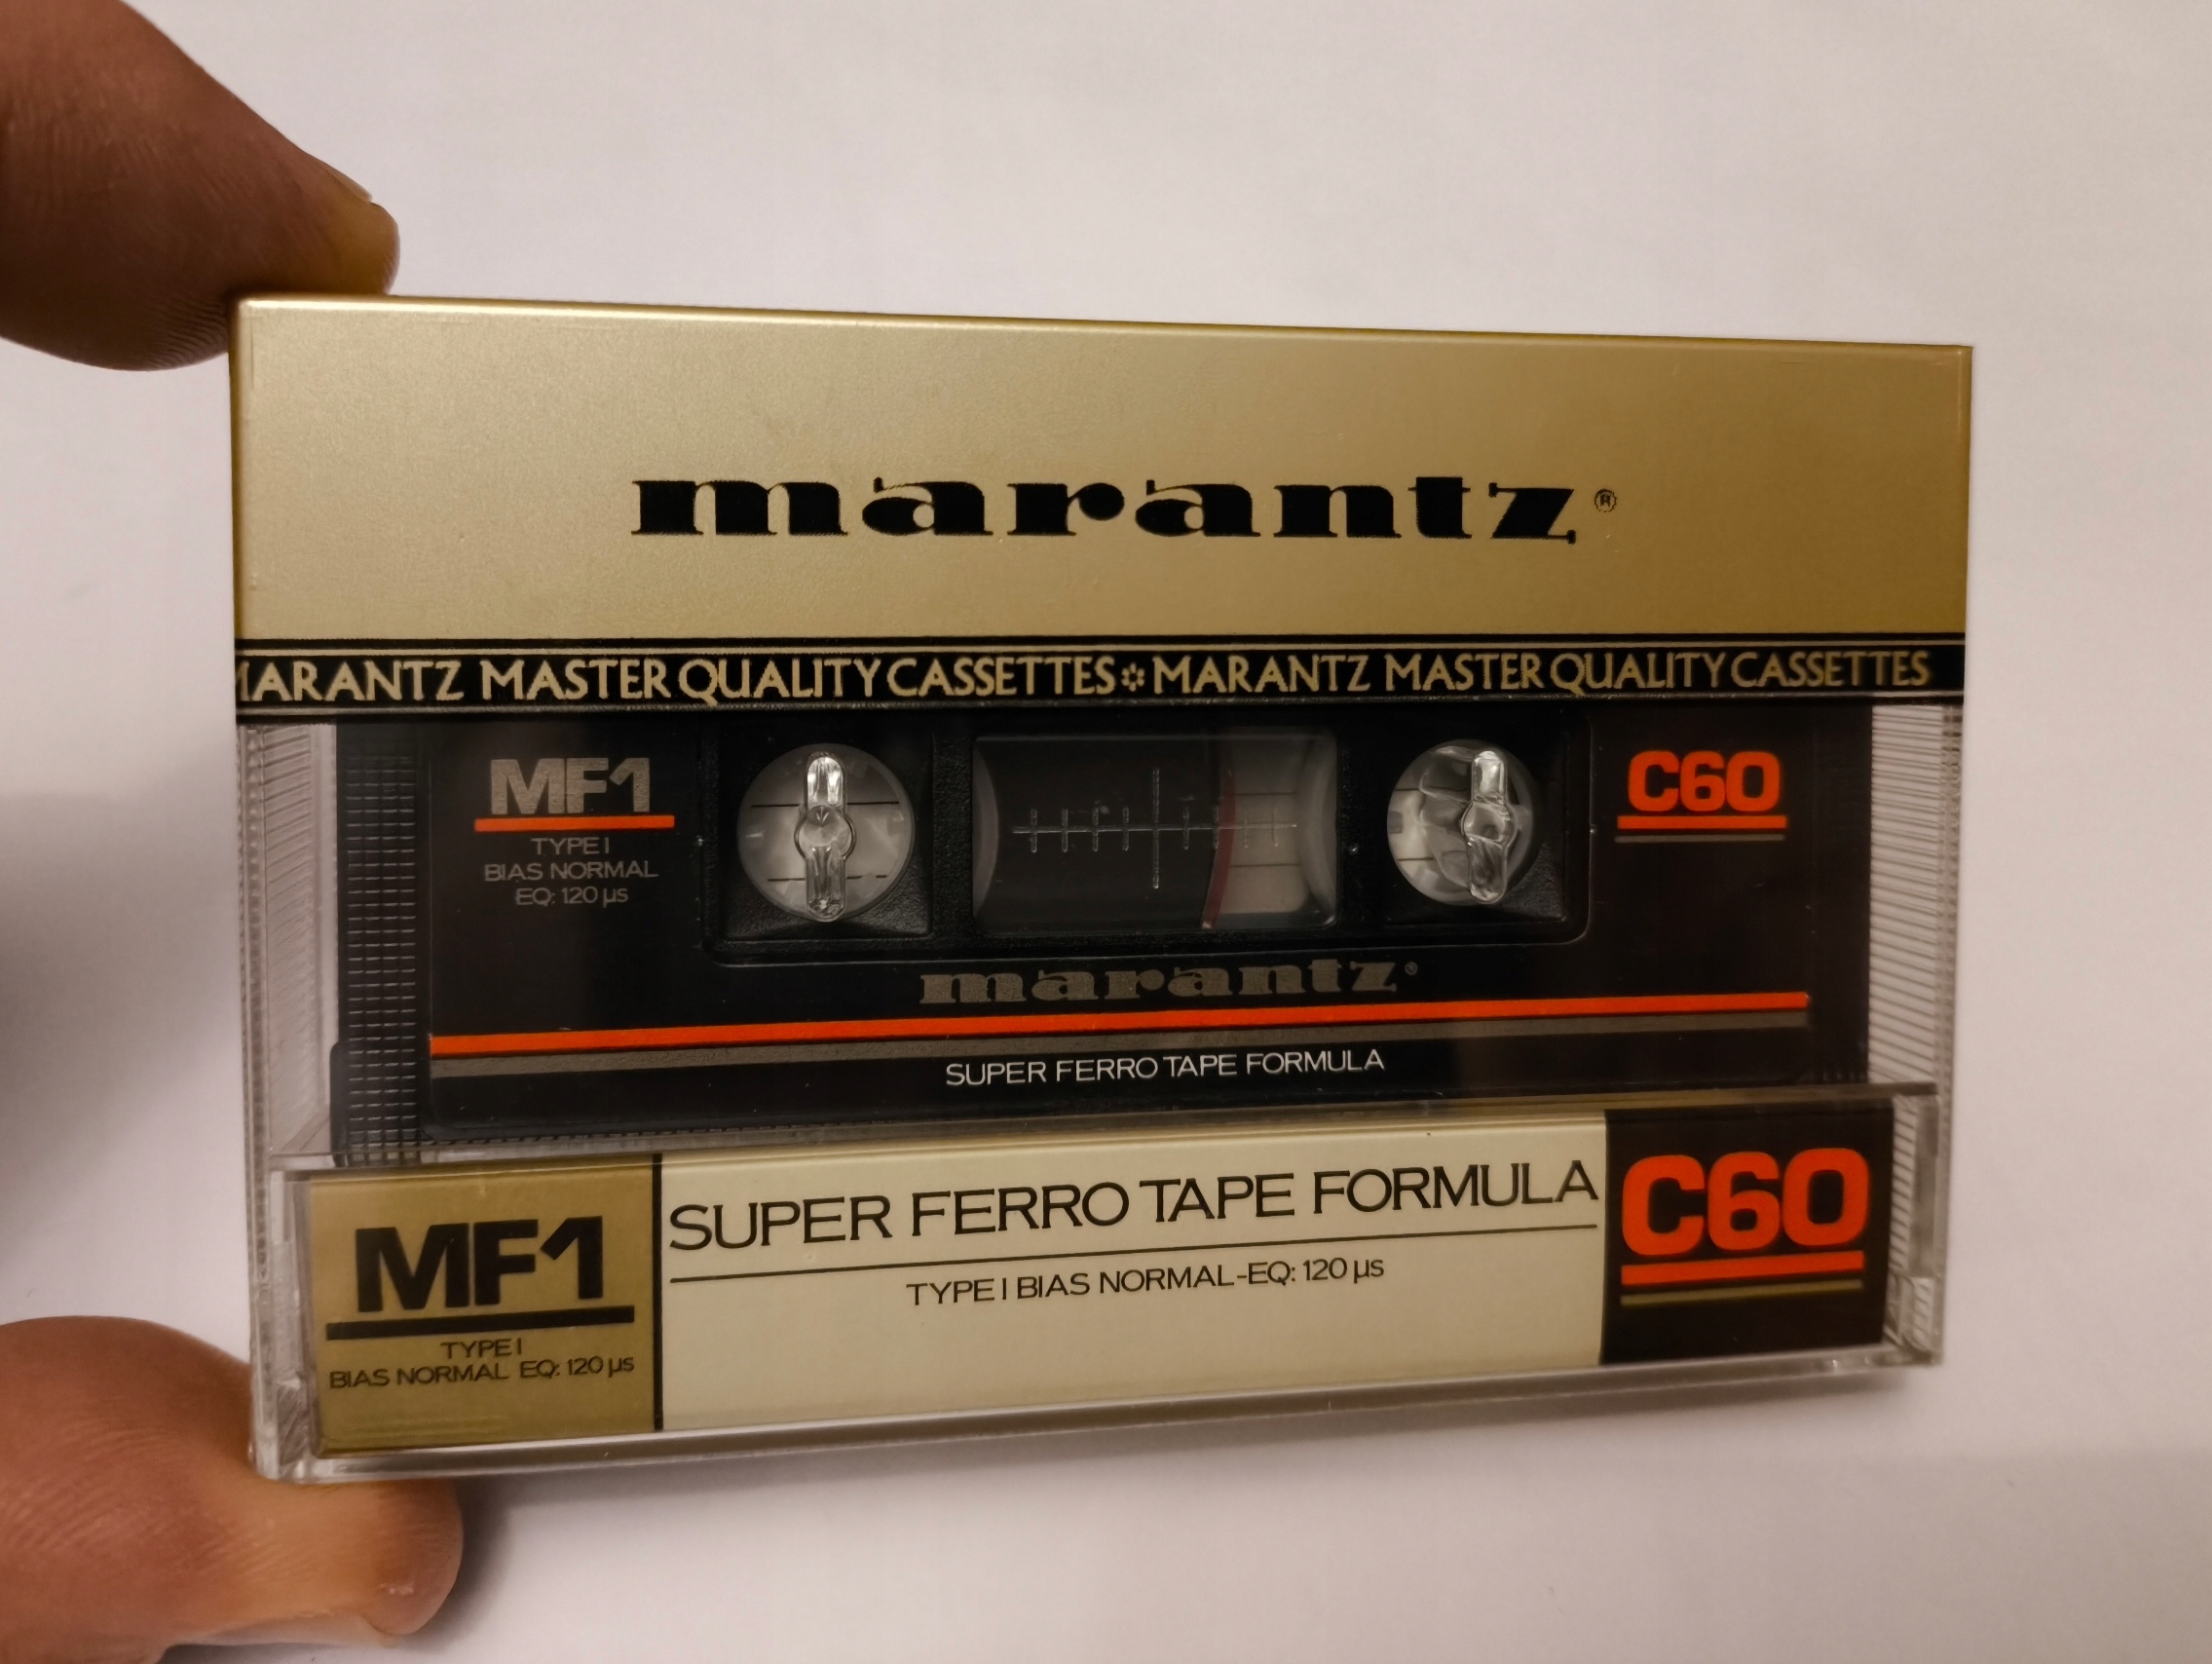 marantz®
MARANTZ MASTER QUALITY CASSETTES * MARANTZ MASTER QUALITY CASSETTES
MF1
TYPE I
BIAS NORMAL
EQ: 120 µs
C60
marantz®
SUPER FERRO TAPE FORMULA
MF1
TYPE I
BIAS NORMAL EQ: 120 µs
SUPER FERRO TAPE FORMULA
TYPE I BIAS NORMAL-EQ: 120 µs
C60